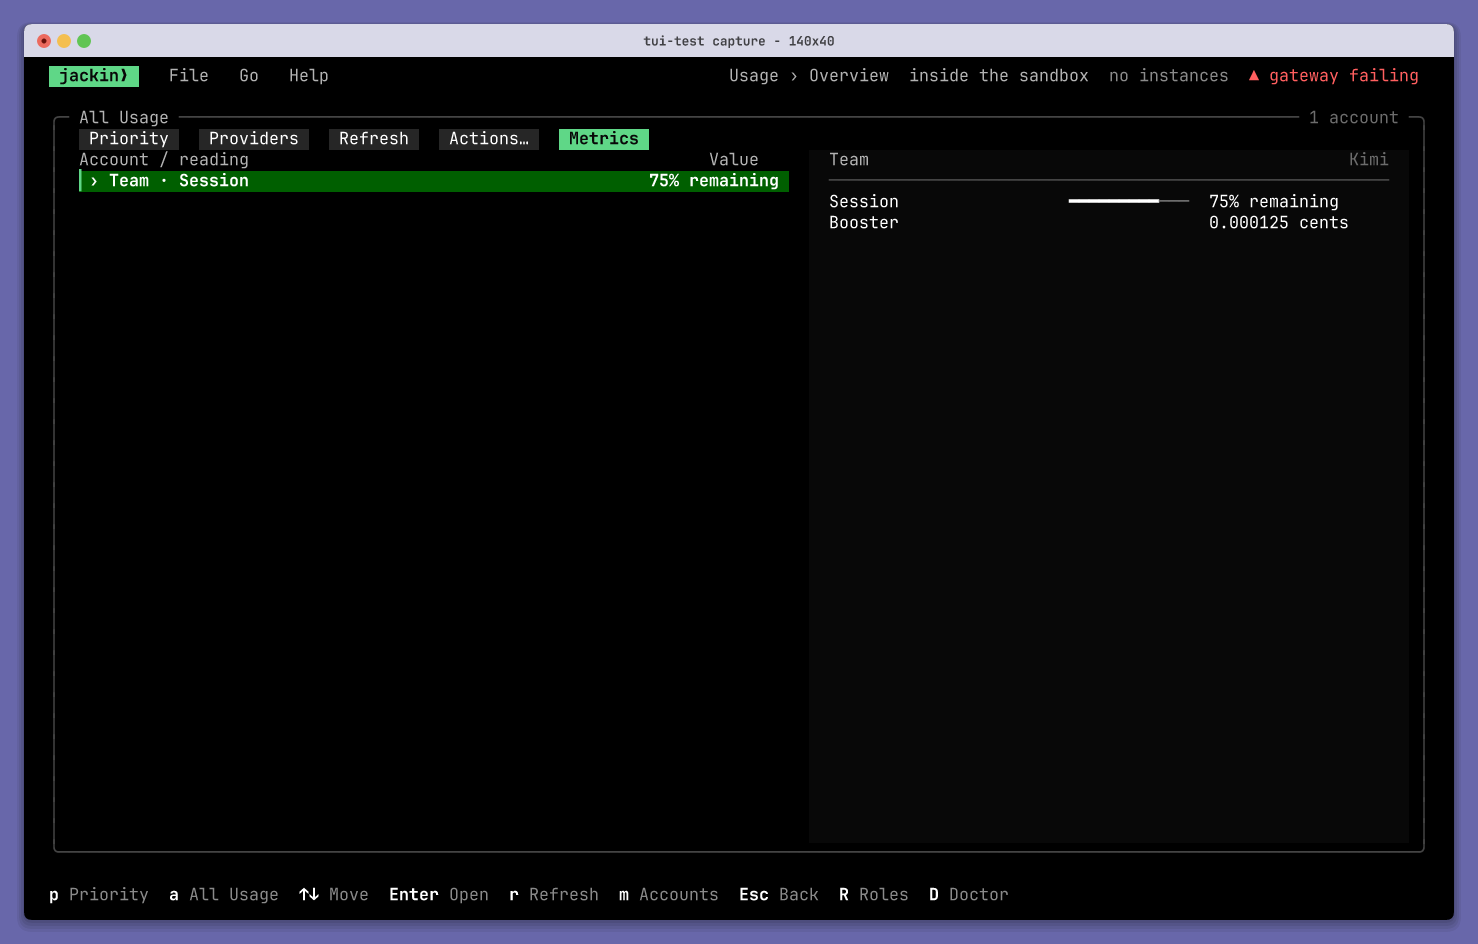 tui-test capture - 140x40
jackin❯ File Go Help Usage › Overview inside the sandbox no instances ▲ gateway failing
All Usage 1 account
Priority Providers Refresh Actions… Metrics
Account / reading Value
› Team · Session 75% remaining
Team Kimi
Session 75% remaining
Booster 0.000125 cents
p Priority a All Usage ↑↓ Move Enter Open r Refresh m Accounts Esc Back R Roles D Doctor